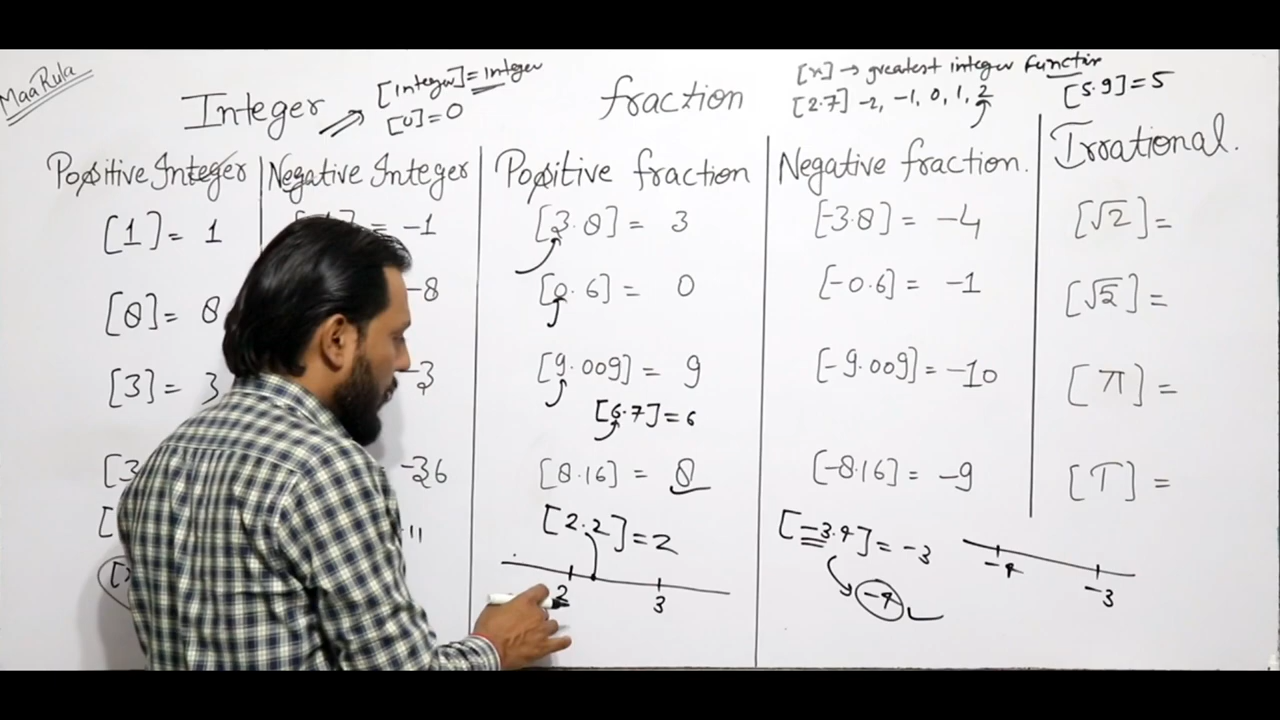 MaaRula
Integer
[integer] = integer
[0] = 0
fraction
[x] → greatest integer function
[2.7] -2, -1, 0, 1, 2
[5.9] = 5
Positive Integer
[1] = 1
[8] = 8
[3] = 3
[3
[
Negative Integer
= -1
-8
-3
-36
11
Positive fraction
[3.8] = 3
[0.6] = 0
[9.009] = 9
[6.7] = 6
[8.16] = 8
[2.2] = 2
2 3
Negative fraction.
[-3.8] = -4
[-0.6] = -1
[-9.009] = -10
[-8.16] = -9
[-3.4] = -3
-4
-4 -3
Irrational.
[√2] =
[√5] =
[π] =
[π] =